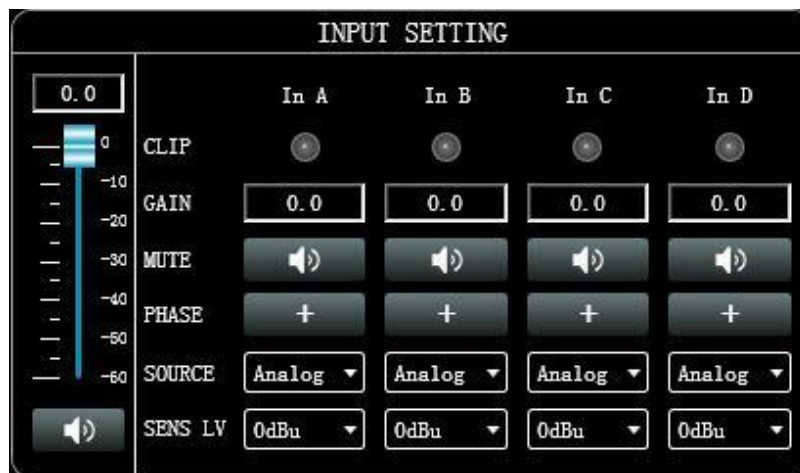 INPUT SETTING
0.0
In A In B In C In D
0
CLIP
-10
GAIN 0.0 0.0 0.0 0.0
-20
-30
MUTE
-40
PHASE + + + +
-50
-60
SOURCE Analog Analog Analog Analog
SENS LV 0dBu 0dBu 0dBu 0dBu